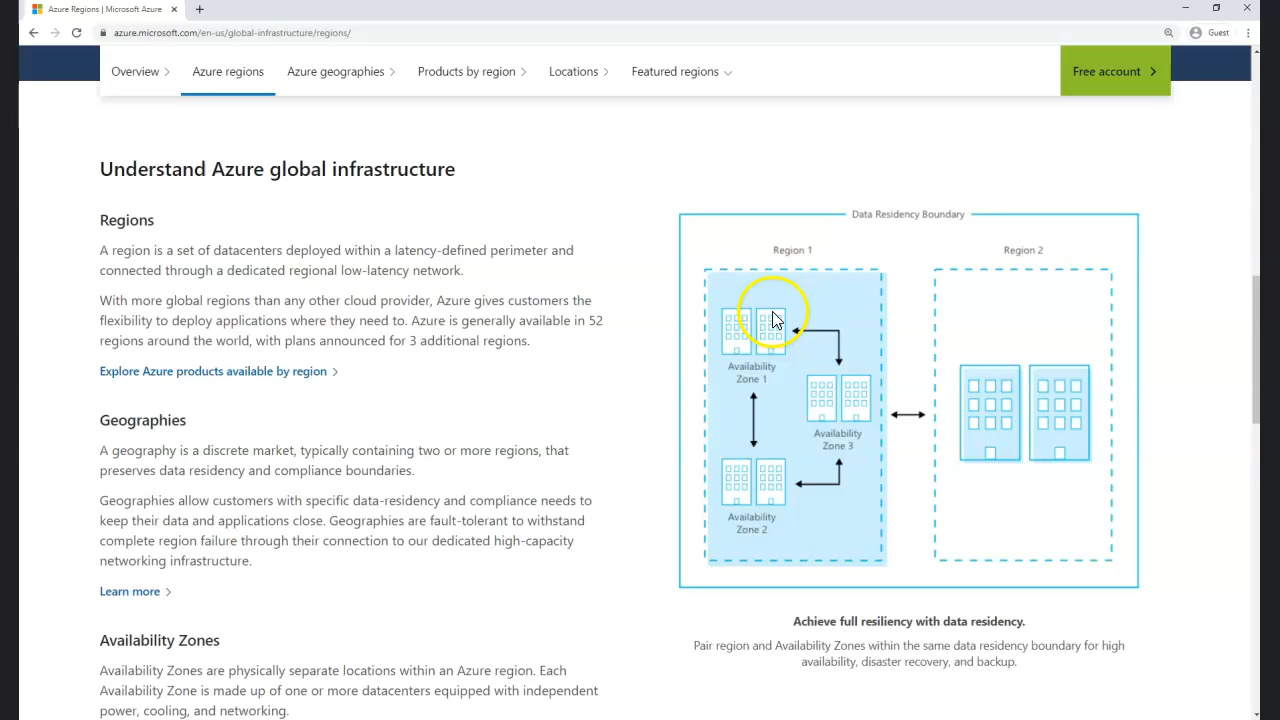 Azure Regions | Microsoft Azure
azure.microsoft.com/en-us/global-infrastructure/regions/
Guest
Overview
Azure regions
Azure geographies
Products by region
Locations
Featured regions
Free account
Understand Azure global infrastructure
Regions
A region is a set of datacenters deployed within a latency-defined perimeter and
connected through a dedicated regional low-latency network.
With more global regions than any other cloud provider, Azure gives customers the
flexibility to deploy applications where they need to. Azure is generally available in 52
regions around the world, with plans announced for 3 additional regions.
Explore Azure products available by region
Geographies
A geography is a discrete market, typically containing two or more regions, that
preserves data residency and compliance boundaries.
Geographies allow customers with specific data-residency and compliance needs to
keep their data and applications close. Geographies are fault-tolerant to withstand
complete region failure through their connection to our dedicated high-capacity
networking infrastructure.
Learn more
Availability Zones
Availability Zones are physically separate locations within an Azure region. Each
Availability Zone is made up of one or more datacenters equipped with independent
power, cooling, and networking.
Data Residency Boundary
Region 1
Region 2
Availability
Zone 1
Availability
Zone 3
Availability
Zone 2
Achieve full resiliency with data residency.
Pair region and Availability Zones within the same data residency boundary for high
availability, disaster recovery, and backup.